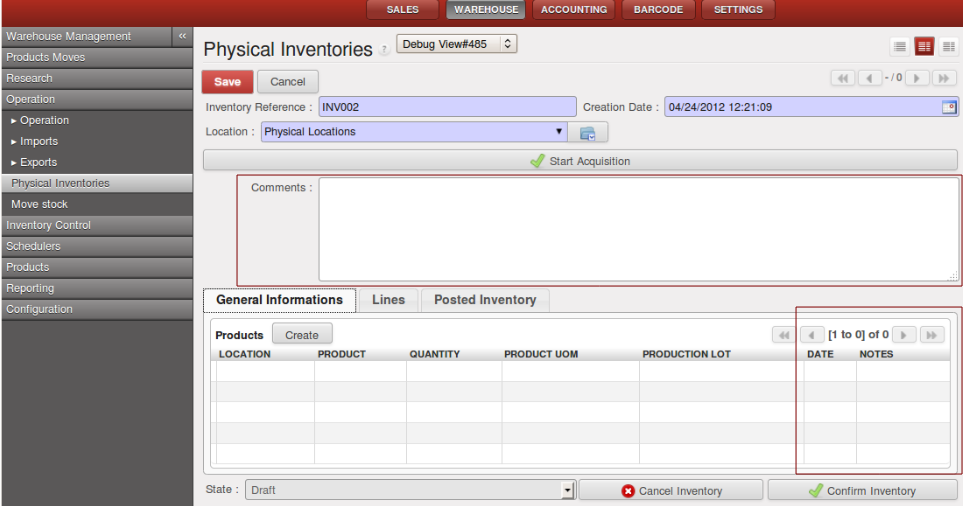 SALES WAREHOUSE ACCOUNTING BARCODE SETTINGS
Warehouse Management «
Products Moves
Research
Operation
▸ Operation
▸ Imports
▸ Exports
Physical Inventories
Move stock
Inventory Control
Schedulers
Products
Reporting
Configuration
Physical Inventories ? Debug View#485
Save Cancel - / 0
Inventory Reference : INV002 Creation Date : 04/24/2012 12:21:09
Location : Physical Locations
Start Acquisition
Comments :
General Informations Lines Posted Inventory
Products Create [1 to 0] of 0
LOCATION PRODUCT QUANTITY PRODUCT UOM PRODUCTION LOT DATE NOTES
State : Draft Cancel Inventory Confirm Inventory